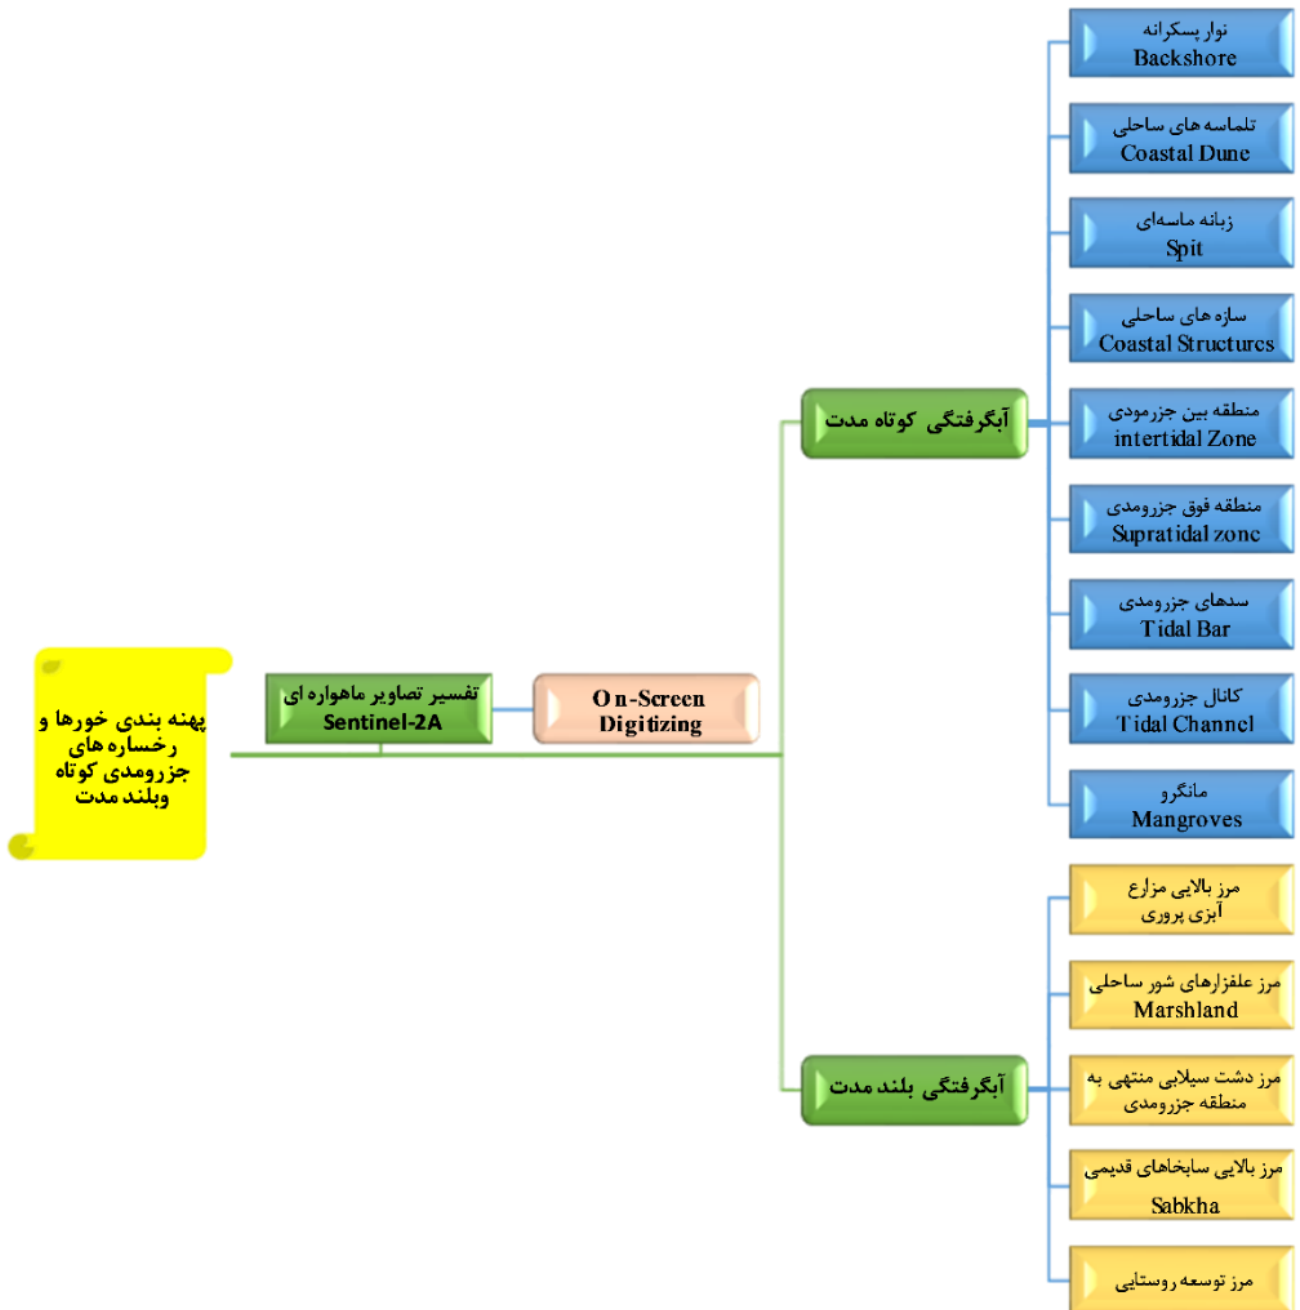 نوار پسکرانه
Backshore
تلماسه های ساحلی
Coastal Dune
زبانه ماسه‌ای
Spit
سازه های ساحلی
Coastal Structures
آبگرفتگی کوتاه مدت
منطقه بین جزرمودی
intertidal Zone
منطقه فوق جزرومدی
Supratidal zone
سدهای جزرومدی
Tidal Bar
پهنه بندی خورها و
رخساره های
جزرومدی کوتاه
وبلند مدت
تفسیر تصاویر ماهواره ای
Sentinel-2A
On-Screen
Digitizing
کانال جزرومدی
Tidal Channel
مانگرو
Mangroves
مرز بالایی مزارع
آبزی پروری
مرز علفزارهای شور ساحلی
Marshland
آبگرفتگی بلند مدت
مرز دشت سیلابی منتهی به
منطقه جزرومدی
مرز بالایی سابخاهای قدیمی
Sabkha
مرز توسعه روستایی